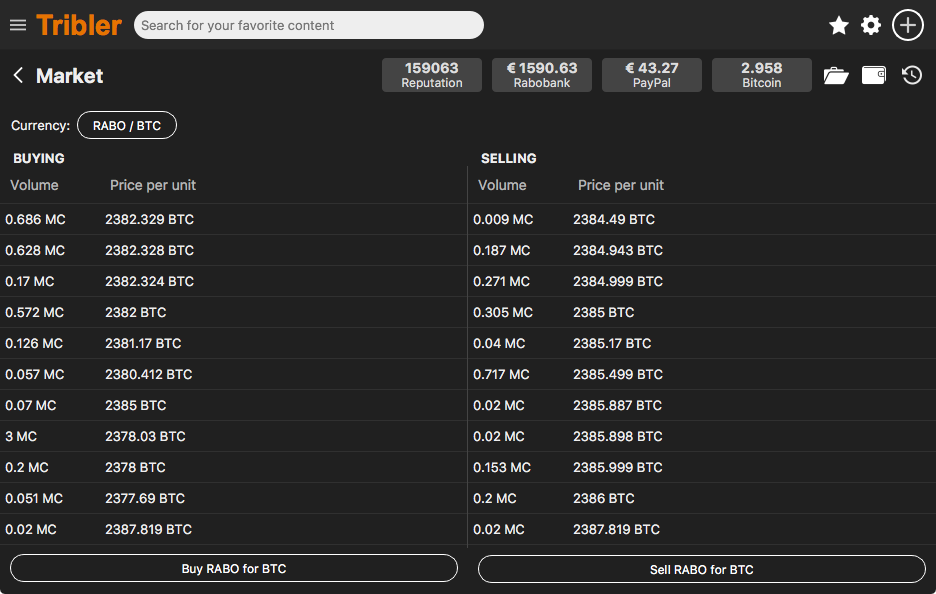 Tribler Search for your favorite content
Market 159063 € 1590.63 € 43.27 2.958
Reputation Rabobank PayPal Bitcoin
Currency: RABO / BTC
BUYING SELLING
Volume Price per unit Volume Price per unit
0.686 MC 2382.329 BTC 0.009 MC 2384.49 BTC
0.628 MC 2382.328 BTC 0.187 MC 2384.943 BTC
0.17 MC 2382.324 BTC 0.271 MC 2384.999 BTC
0.572 MC 2382 BTC 0.305 MC 2385 BTC
0.126 MC 2381.17 BTC 0.04 MC 2385.17 BTC
0.057 MC 2380.412 BTC 0.717 MC 2385.499 BTC
0.07 MC 2385 BTC 0.02 MC 2385.887 BTC
3 MC 2378.03 BTC 0.02 MC 2385.898 BTC
0.2 MC 2378 BTC 0.153 MC 2385.999 BTC
0.051 MC 2377.69 BTC 0.2 MC 2386 BTC
0.02 MC 2387.819 BTC 0.02 MC 2387.819 BTC
Buy RABO for BTC Sell RABO for BTC